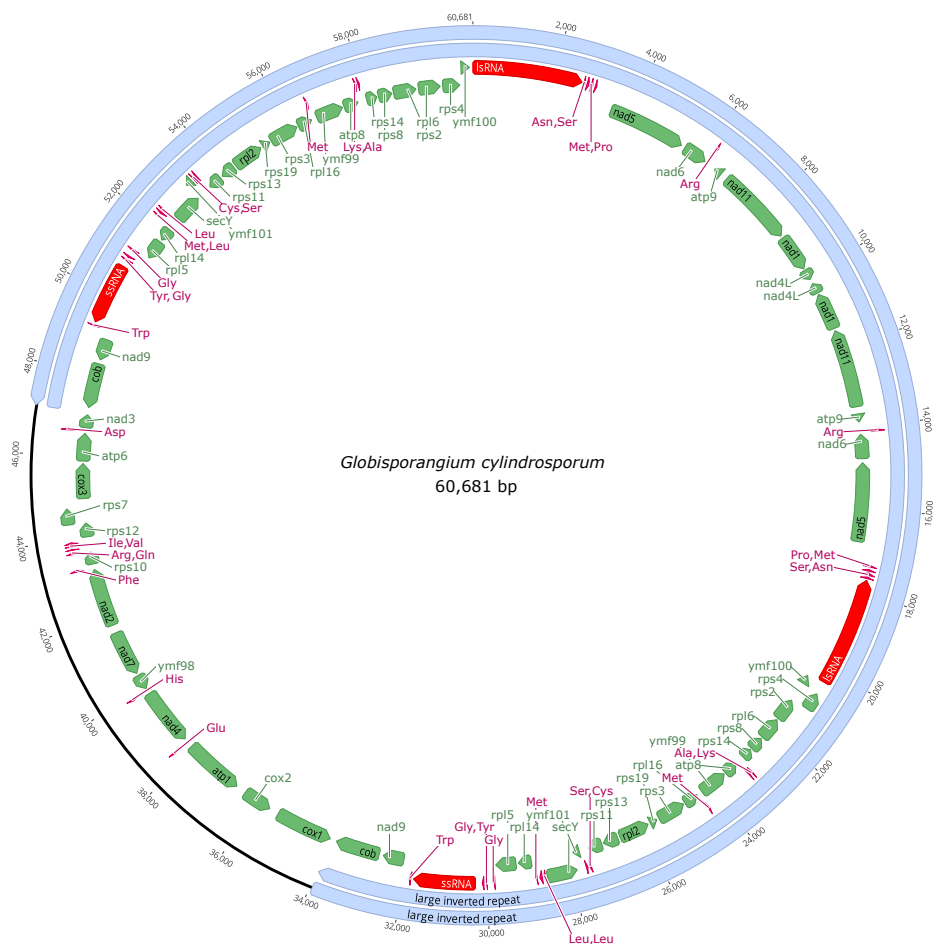 60,681
2,000
4,000
6,000
8,000
10,000
12,000
14,000
16,000
18,000
20,000
22,000
24,000
26,000
28,000
30,000
32,000
34,000
36,000
38,000
40,000
42,000
44,000
46,000
48,000
50,000
52,000
54,000
56,000
58,000
lsRNA
Asn,Ser
Met,Pro
nad5
nad6
Arg
atp9
nad11
nad1
nad4L
nad4L
nad1
nad11
atp9
Arg
nad6
nad5
Pro,Met
Ser,Asn
lsRNA
ymf100
rps4
rps2
rpl6
rps8
rps14
Ala,Lys
ymf99
atp8
rpl16
Met
rps3
rps19
rpl2
rps13
rps11
Ser,Cys
secY
ymf101
Met
Leu,Leu
rpl14
rpl5
Gly,Tyr
Gly
ssRNA
Trp
large inverted repeat
large inverted repeat
nad9
cob
cox1
cox2
atp1
Glu
nad4
His
ymf98
nad7
nad2
Phe
rps10
Arg,Gln
Ile,Val
rps12
rps7
cox3
atp6
Asp
nad3
cob
nad9
Trp
ssRNA
Tyr, Gly
Gly
rpl5
rpl14
Met,Leu
Leu
secY
ymf101
Cys,Ser
rps11
rps13
rpl2
rps19
rps3
rpl16
Met
ymf99
atp8
Lys,Ala
rps14
rps8
rpl6
rps2
rps4
ymf100
Globisporangium cylindrosporum
60,681 bp